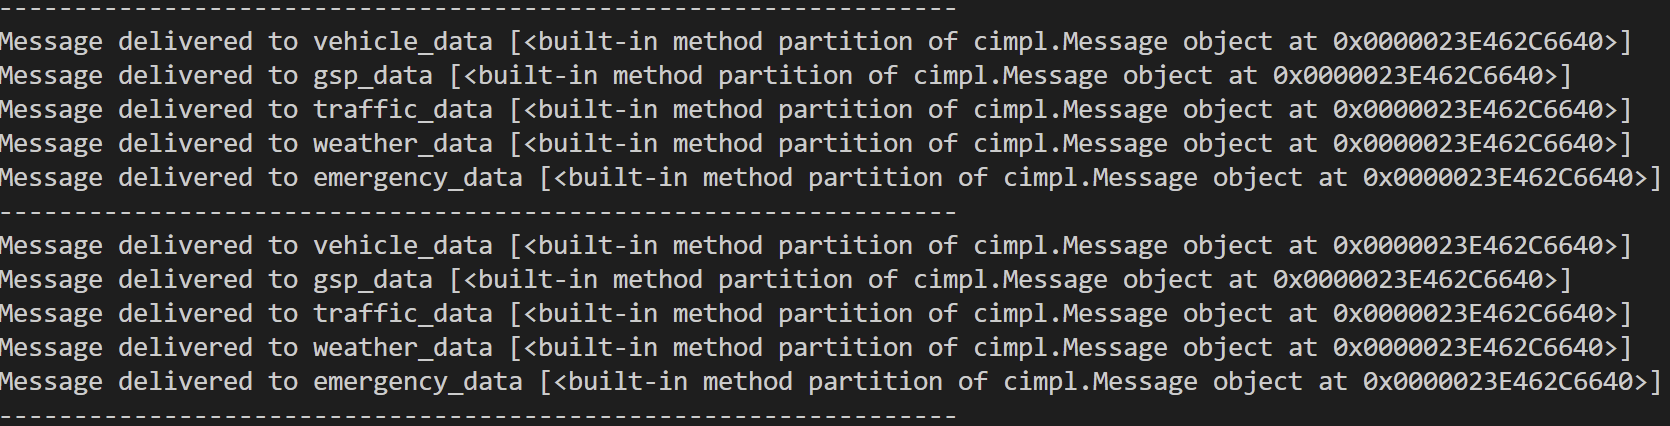 ----------------------------------------------------------------
Message delivered to vehicle_data [<built-in method partition of cimpl.Message object at 0x0000023E462C6640>]
Message delivered to gsp_data [<built-in method partition of cimpl.Message object at 0x0000023E462C6640>]
Message delivered to traffic_data [<built-in method partition of cimpl.Message object at 0x0000023E462C6640>]
Message delivered to weather_data [<built-in method partition of cimpl.Message object at 0x0000023E462C6640>]
Message delivered to emergency_data [<built-in method partition of cimpl.Message object at 0x0000023E462C6640>]
----------------------------------------------------------------
Message delivered to vehicle_data [<built-in method partition of cimpl.Message object at 0x0000023E462C6640>]
Message delivered to gsp_data [<built-in method partition of cimpl.Message object at 0x0000023E462C6640>]
Message delivered to traffic_data [<built-in method partition of cimpl.Message object at 0x0000023E462C6640>]
Message delivered to weather_data [<built-in method partition of cimpl.Message object at 0x0000023E462C6640>]
Message delivered to emergency_data [<built-in method partition of cimpl.Message object at 0x0000023E462C6640>]
----------------------------------------------------------------